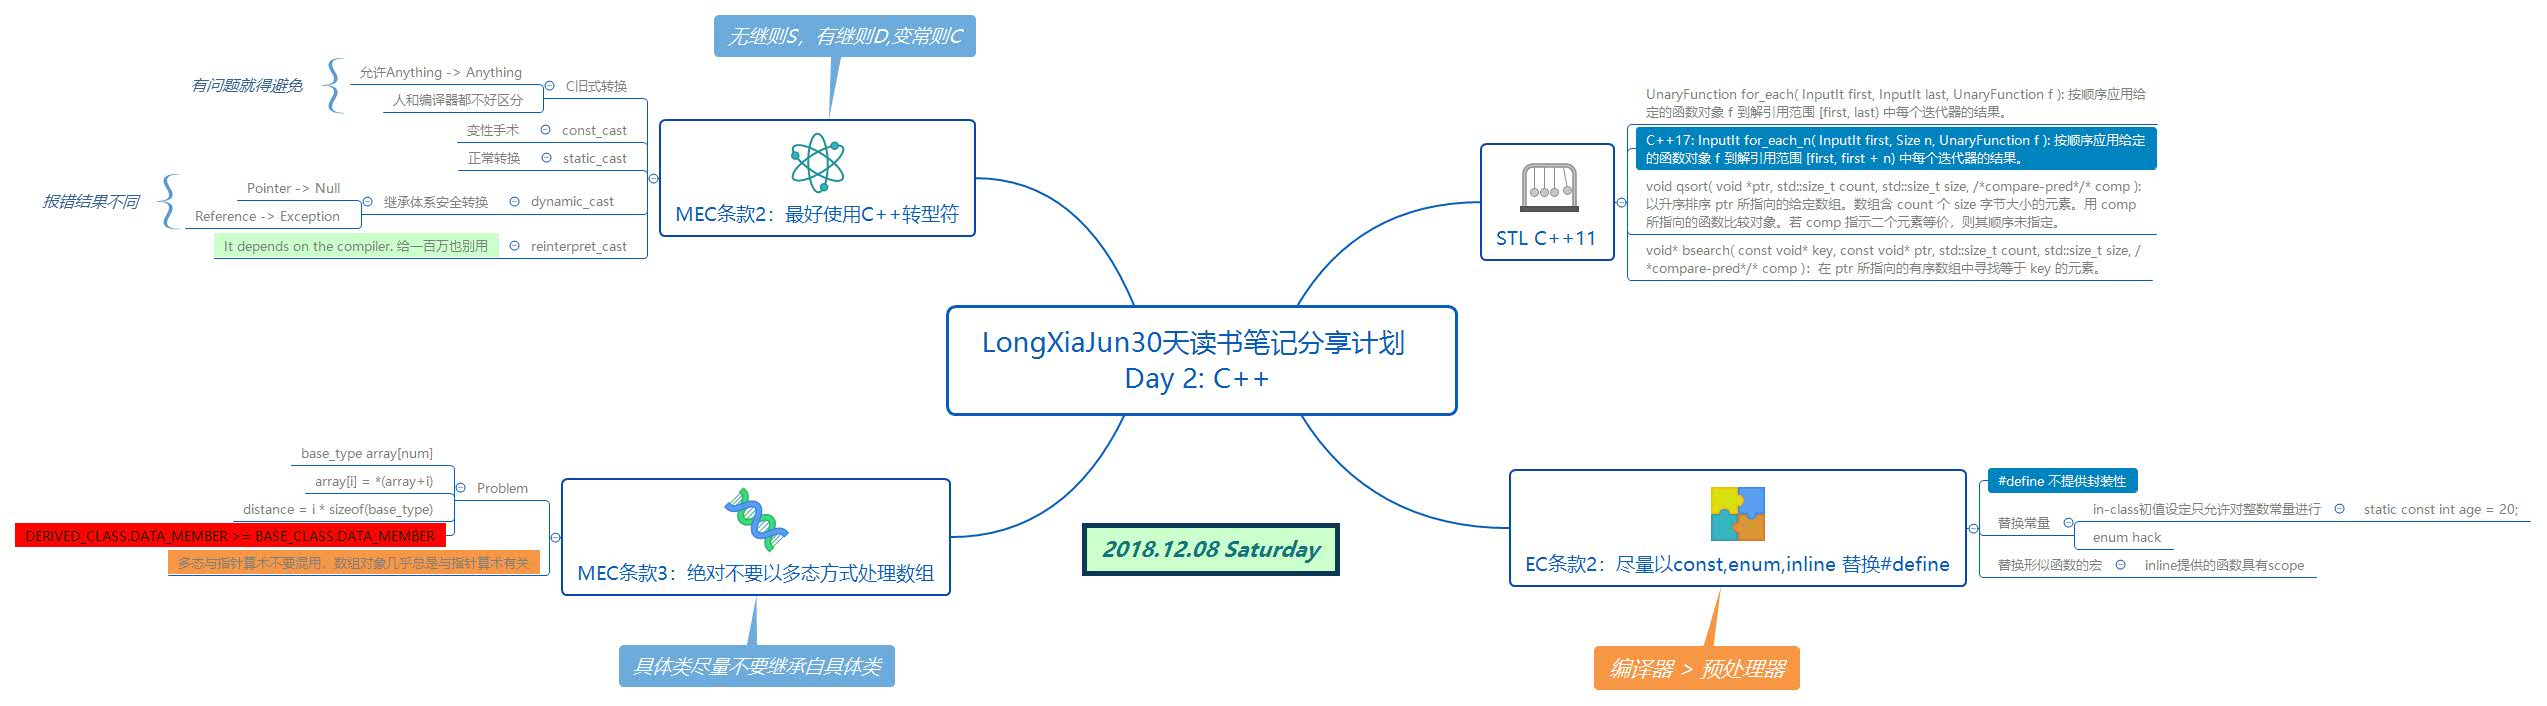 LongXiaJun30天读书笔记分享计划
Day 2: C++
2018.12.08 Saturday
无继则S，有继则D,变常则C
MEC条款2：最好使用C++转型符
C旧式转换
允许Anything -> Anything
人和编译器都不好区分
有问题就得避免
const_cast
变性手术
static_cast
正常转换
dynamic_cast
继承体系安全转换
Pointer -> Null
Reference -> Exception
报错结果不同
reinterpret_cast
It depends on the compiler. 给一百万也别用
STL C++11
UnaryFunction for_each( InputIt first, InputIt last, UnaryFunction f ): 按顺序应用给
定的函数对象 f 到解引用范围 [first, last) 中每个迭代器的结果。
C++17: InputIt for_each_n( InputIt first, Size n, UnaryFunction f ): 按顺序应用给定
的函数对象 f 到解引用范围 [first, first + n) 中每个迭代器的结果。
void qsort( void *ptr, std::size_t count, std::size_t size, /*compare-pred*/* comp ):
以升序排序 ptr 所指向的给定数组。数组含 count 个 size 字节大小的元素。用 comp
所指向的函数比较对象。若 comp 指示二个元素等价，则其顺序未指定。
void* bsearch( const void* key, const void* ptr, std::size_t count, std::size_t size, /
*compare-pred*/* comp )：在 ptr 所指向的有序数组中寻找等于 key 的元素。
MEC条款3：绝对不要以多态方式处理数组
Problem
base_type array[num]
array[i] = *(array+i)
distance = i * sizeof(base_type)
DERIVED_CLASS.DATA_MEMBER >= BASE_CLASS.DATA_MEMBER
多态与指针算术不要混用，数组对象几乎总是与指针算术有关
具体类尽量不要继承自具体类
EC条款2：尽量以const,enum,inline 替换#define
#define 不提供封装性
替换常量
in-class初值设定只允许对整数常量进行
static const int age = 20;
enum hack
替换形似函数的宏
inline提供的函数具有scope
编译器 > 预处理器